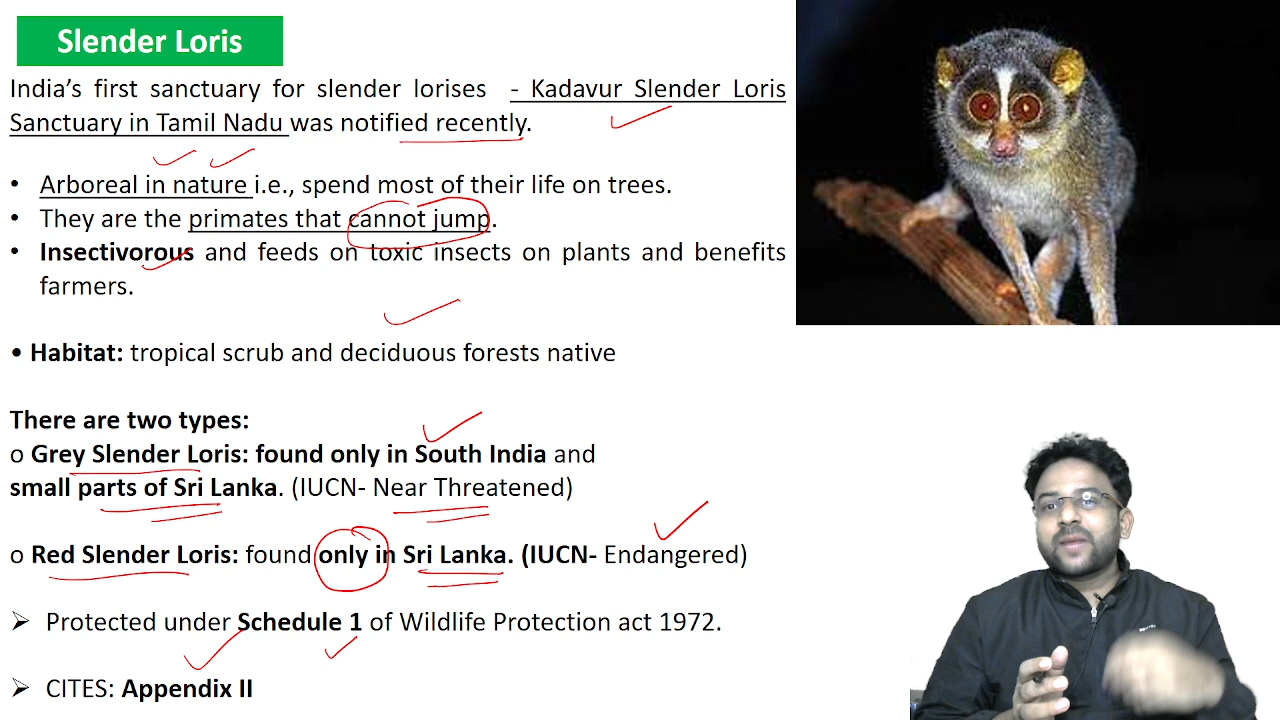 Slender Loris
India's first sanctuary for slender lorises - Kadavur Slender Loris
Sanctuary in Tamil Nadu was notified recently.
• Arboreal in nature i.e., spend most of their life on trees.
• They are the primates that cannot jump.
• Insectivorous and feeds on toxic insects on plants and benefits
farmers.
• Habitat: tropical scrub and deciduous forests native
There are two types:
o Grey Slender Loris: found only in South India and
small parts of Sri Lanka. (IUCN- Near Threatened)
o Red Slender Loris: found only in Sri Lanka. (IUCN- Endangered)
➢ Protected under Schedule 1 of Wildlife Protection act 1972.
➢ CITES: Appendix II